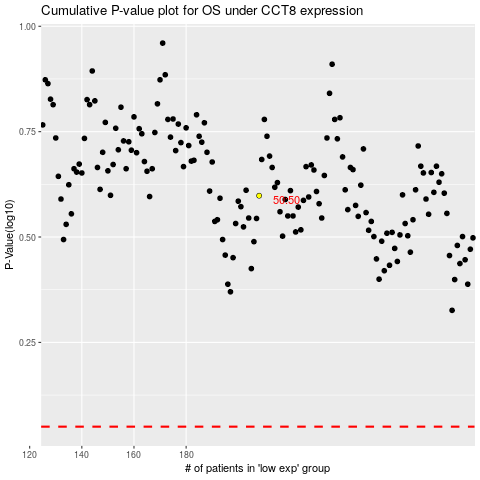 Cumulative P-value plot for OS under CCT8 expression
1.00
0.75
0.50
0.25
P-Value(log10)
50:50
120 140 160 180
# of patients in 'low exp' group